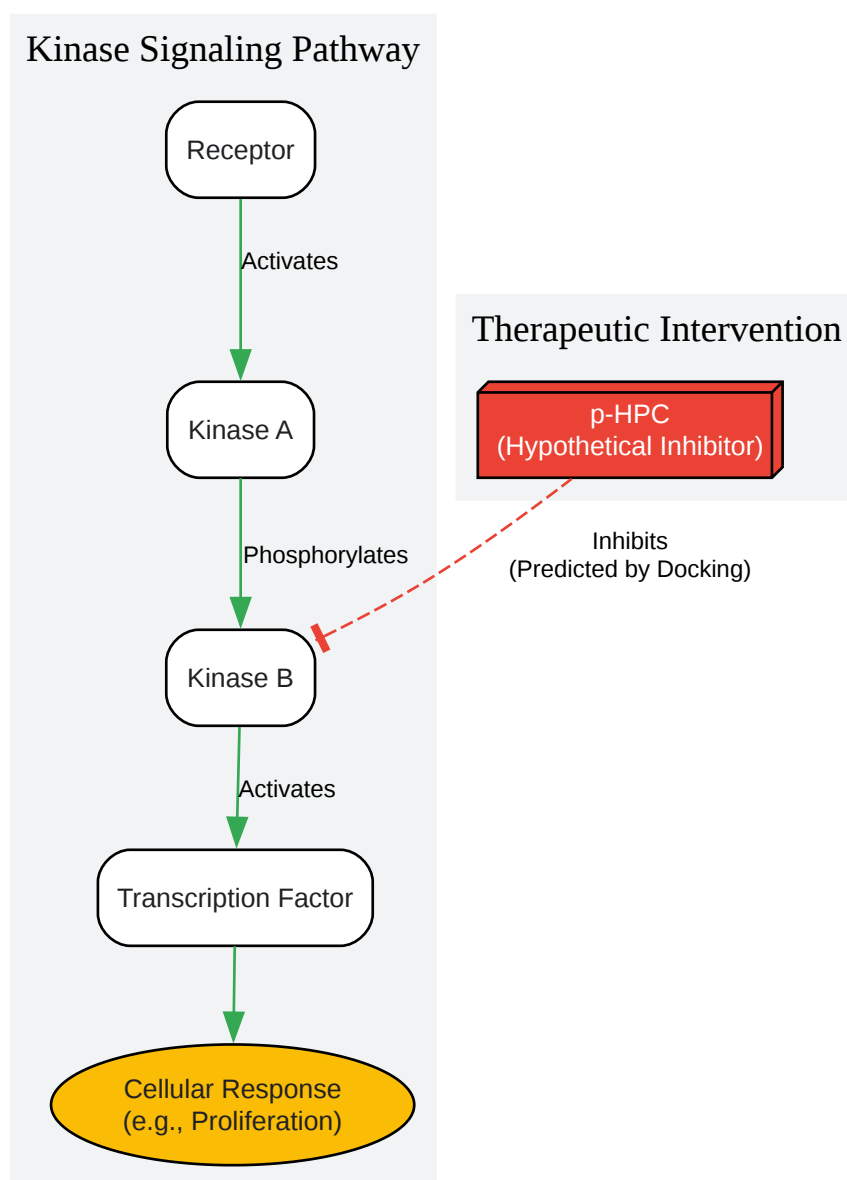 Kinase Signaling Pathway
Receptor
Activates
Kinase A
Phosphorylates
Kinase B
Activates
Transcription Factor
Cellular Response
(e.g., Proliferation)
Therapeutic Intervention
p-HPC
(Hypothetical Inhibitor)
Inhibits
(Predicted by Docking)